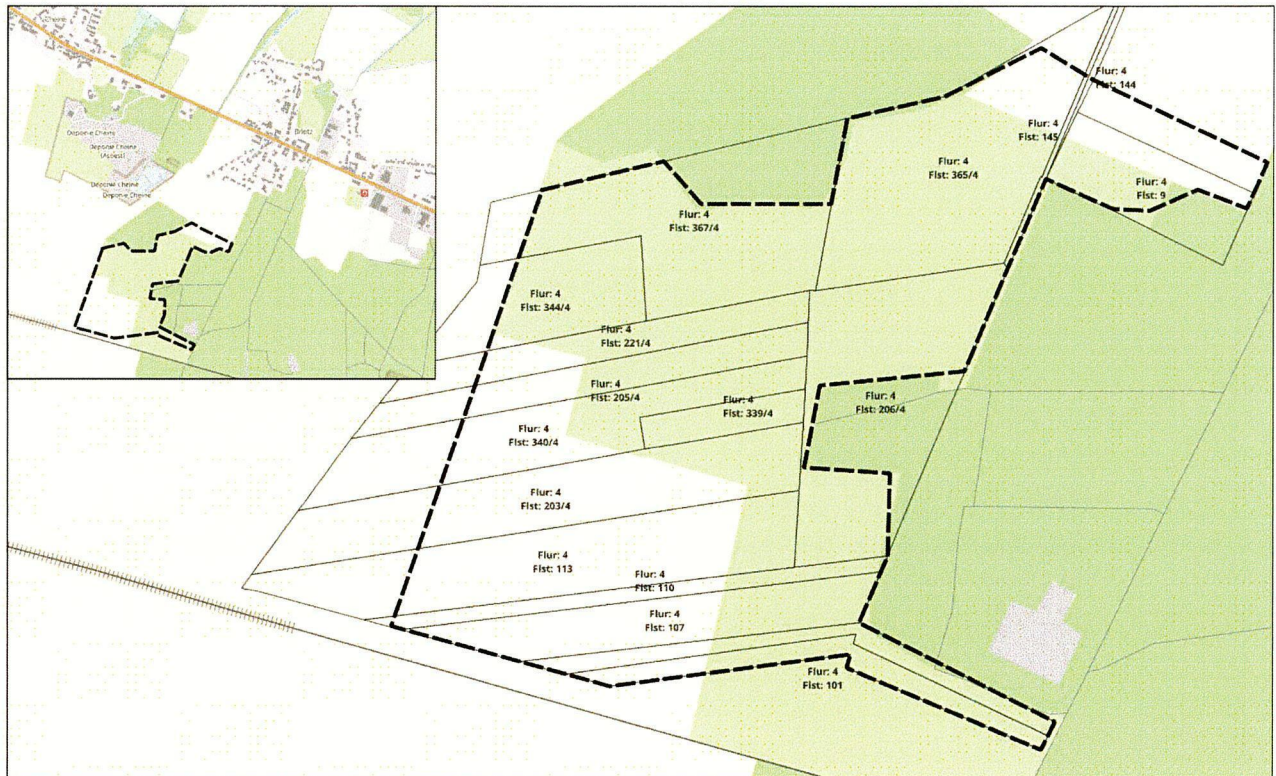 Cheine
Deponie Cheine
Deponie Cheine
(Access)
Deponie Cheine
Deponie Cheine
Brietz
Flur: 4
Flst: 144
Flur: 4
Flst: 145
Flur: 4
Flst: 365/4
Flur: 4
Flst: 9
Flur: 4
Flst: 367/4
Flur: 4
Flst: 344/4
Flur: 4
Flst: 221/4
Flur: 4
Flst: 205/4
Flur: 4
Flst: 339/4
Flur: 4
Flst: 206/4
Flur: 4
Flst: 340/4
Flur: 4
Flst: 203/4
Flur: 4
Flst: 113
Flur: 4
Flst: 110
Flur: 4
Flst: 107
Flur: 4
Flst: 101